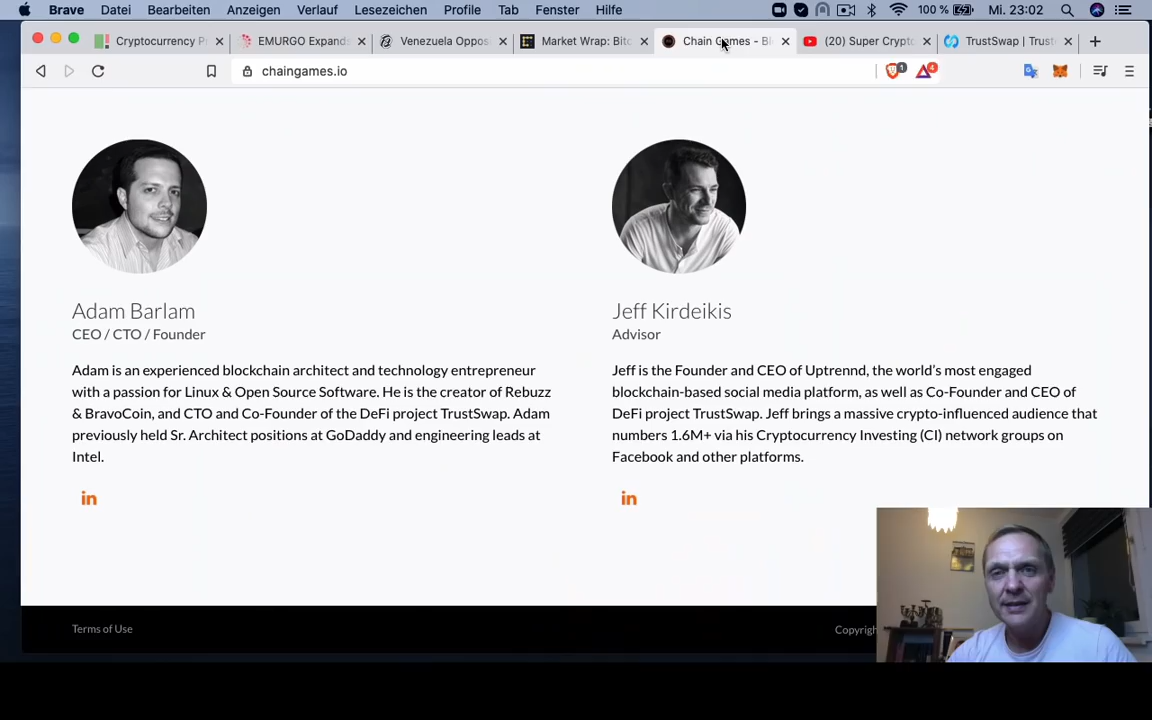 Brave Datei Bearbeiten Anzeigen Verlauf Lesezeichen Profile Tab Fenster Hilfe 100 % Mi. 23:02
Cryptocurrency P EMURGO Expand Venezuela Oppos Market Wrap: Bitc Chain Games - Bl (20) Super Crypto TrustSwap | Trust
chaingames.io 1 4
Adam Barlam
CEO / CTO / Founder
Adam is an experienced blockchain architect and technology entrepreneur
with a passion for Linux & Open Source Software. He is the creator of Rebuzz
& BravoCoin, and CTO and Co-Founder of the DeFi project TrustSwap. Adam
previously held Sr. Architect positions at GoDaddy and engineering leads at
Intel.
in
Jeff Kirdeikis
Advisor
Jeff is the Founder and CEO of Uptrennd, the world's most engaged
blockchain-based social media platform, as well as Co-Founder and CEO of
DeFi project TrustSwap. Jeff brings a massive crypto-influenced audience that
numbers 1.6M+ via his Cryptocurrency Investing (CI) network groups on
Facebook and other platforms.
in
Terms of Use Copyrigh